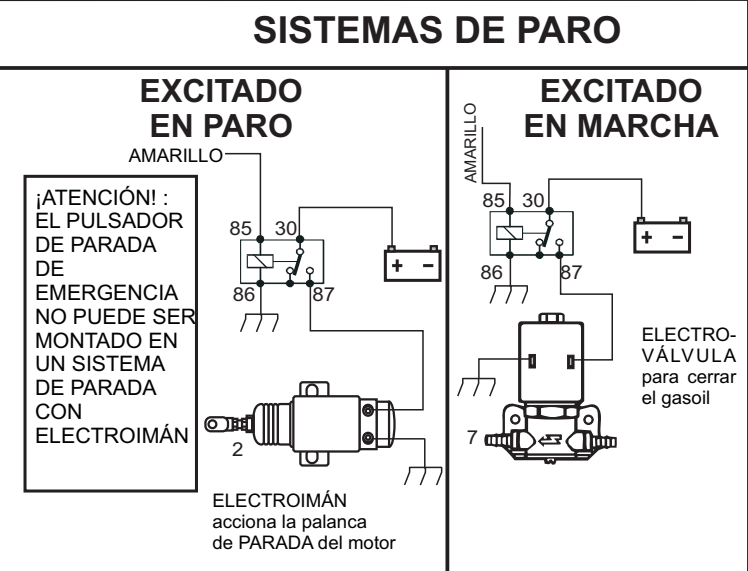 SISTEMAS DE PARO
EXCITADO
EN PARO
AMARILLO
¡ATENCIÓN! :
EL PULSADOR
DE PARADA
DE
EMERGENCIA
NO PUEDE SER
MONTADO EN
UN SISTEMA
DE PARADA
CON
ELECTROIMÁN
85 30
+ −
86 87
2
ELECTROIMÁN
acciona la palanca
de PARADA del motor
EXCITADO
EN MARCHA
AMARILLO
85 30
+ −
86 87
ELECTRO-
VÁLVULA
para cerrar
el gasoil
7